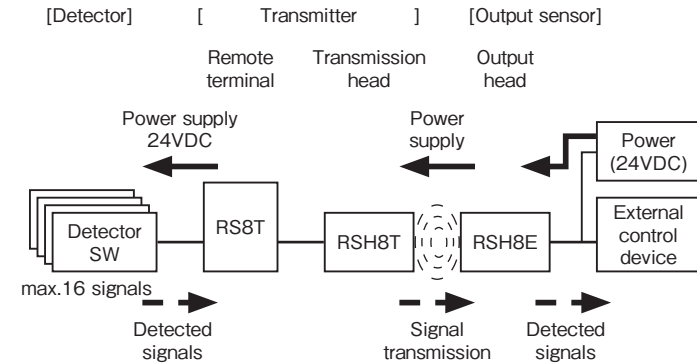 [Detector] [ Transmitter ] [Output sensor]
Remote
terminal
Transmission
head
Output
head
Power supply
24VDC
Power
supply
Power
(24VDC)
Detector
SW
RS8T
RSH8T
RSH8E
External
control
device
max.16 signals
Detected
signals
Signal
transmission
Detected
signals